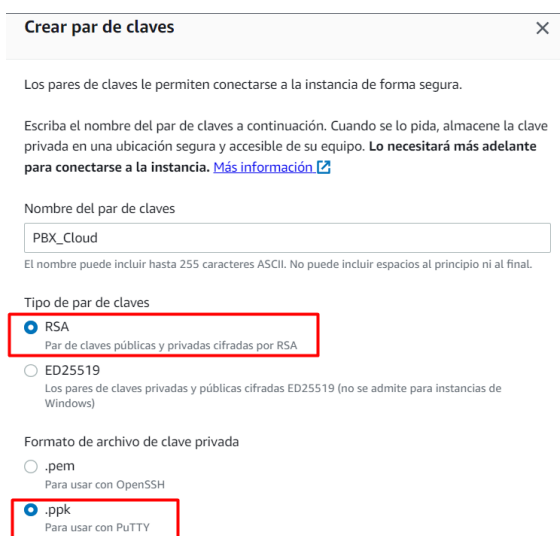 Crear par de claves
Los pares de claves le permiten conectarse a la instancia de forma segura.
Escriba el nombre del par de claves a continuación. Cuando se lo pida, almacene la clave
privada en una ubicación segura y accesible de su equipo. Lo necesitará más adelante
para conectarse a la instancia. Más información
Nombre del par de claves
PBX_Cloud
El nombre puede incluir hasta 255 caracteres ASCII. No puede incluir espacios al principio ni al final.
Tipo de par de claves
RSA
Par de claves públicas y privadas cifradas por RSA
ED25519
Los pares de claves privadas y públicas cifradas ED25519 (no se admite para instancias de
Windows)
Formato de archivo de clave privada
.pem
Para usar con OpenSSH
.ppk
Para usar con PuTTY